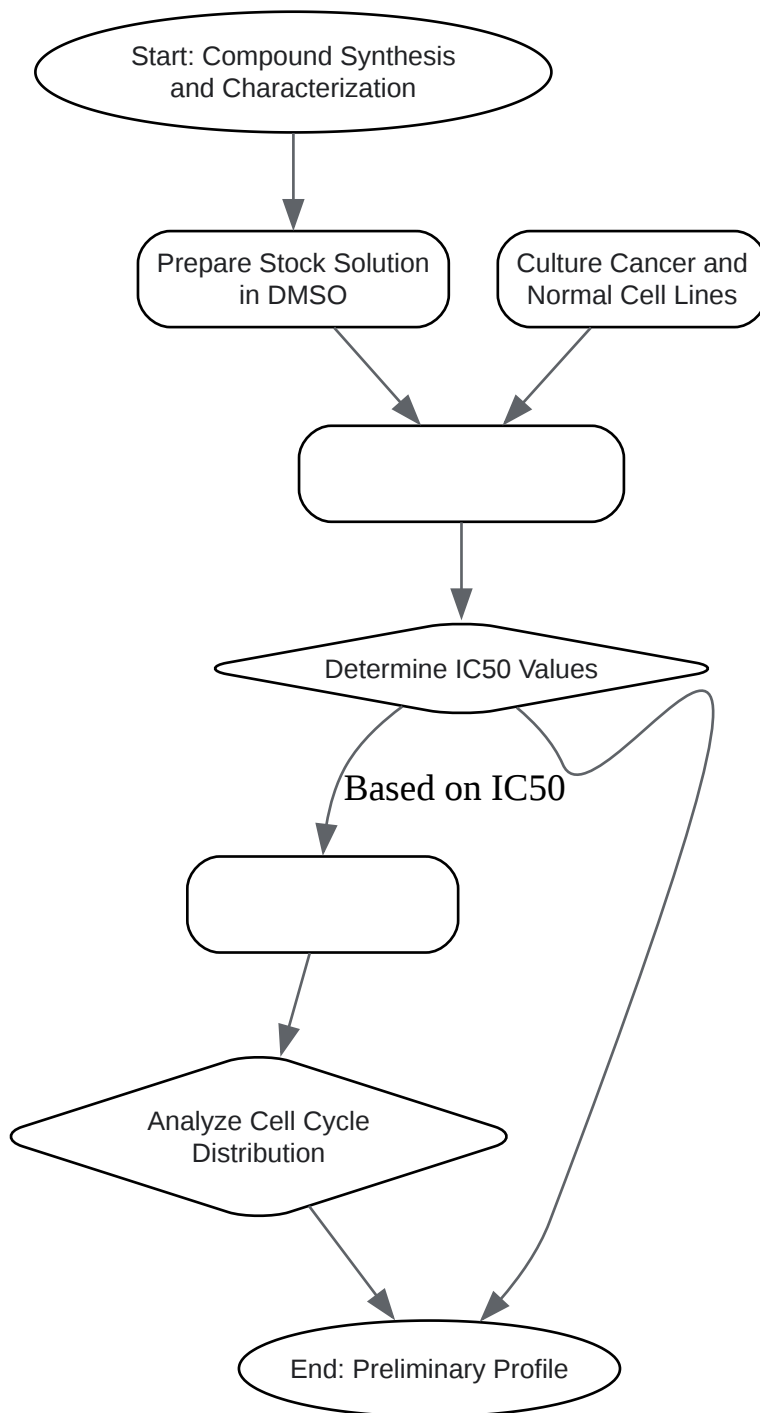 Start: Compound Synthesis
and Characterization
Prepare Stock Solution
in DMSO
Culture Cancer and
Normal Cell Lines
Determine IC50 Values
Based on IC50
Analyze Cell Cycle
Distribution
End: Preliminary Profile